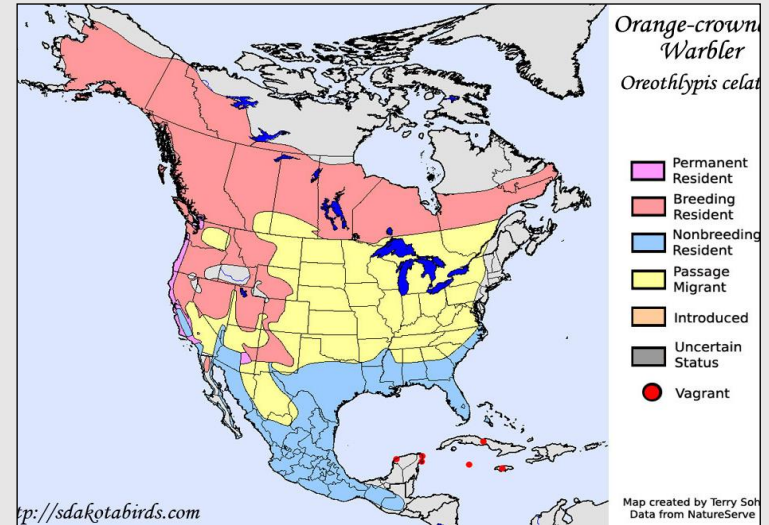 Orange-crown
Warbler
Oreothlypis celat
Permanent
Resident
Breeding
Resident
Nonbreeding
Resident
Passage
Migrant
Introduced
Uncertain
Status
Vagrant
tp://sdakotabirds.com
Map created by Terry Soh
Data from NatureServe